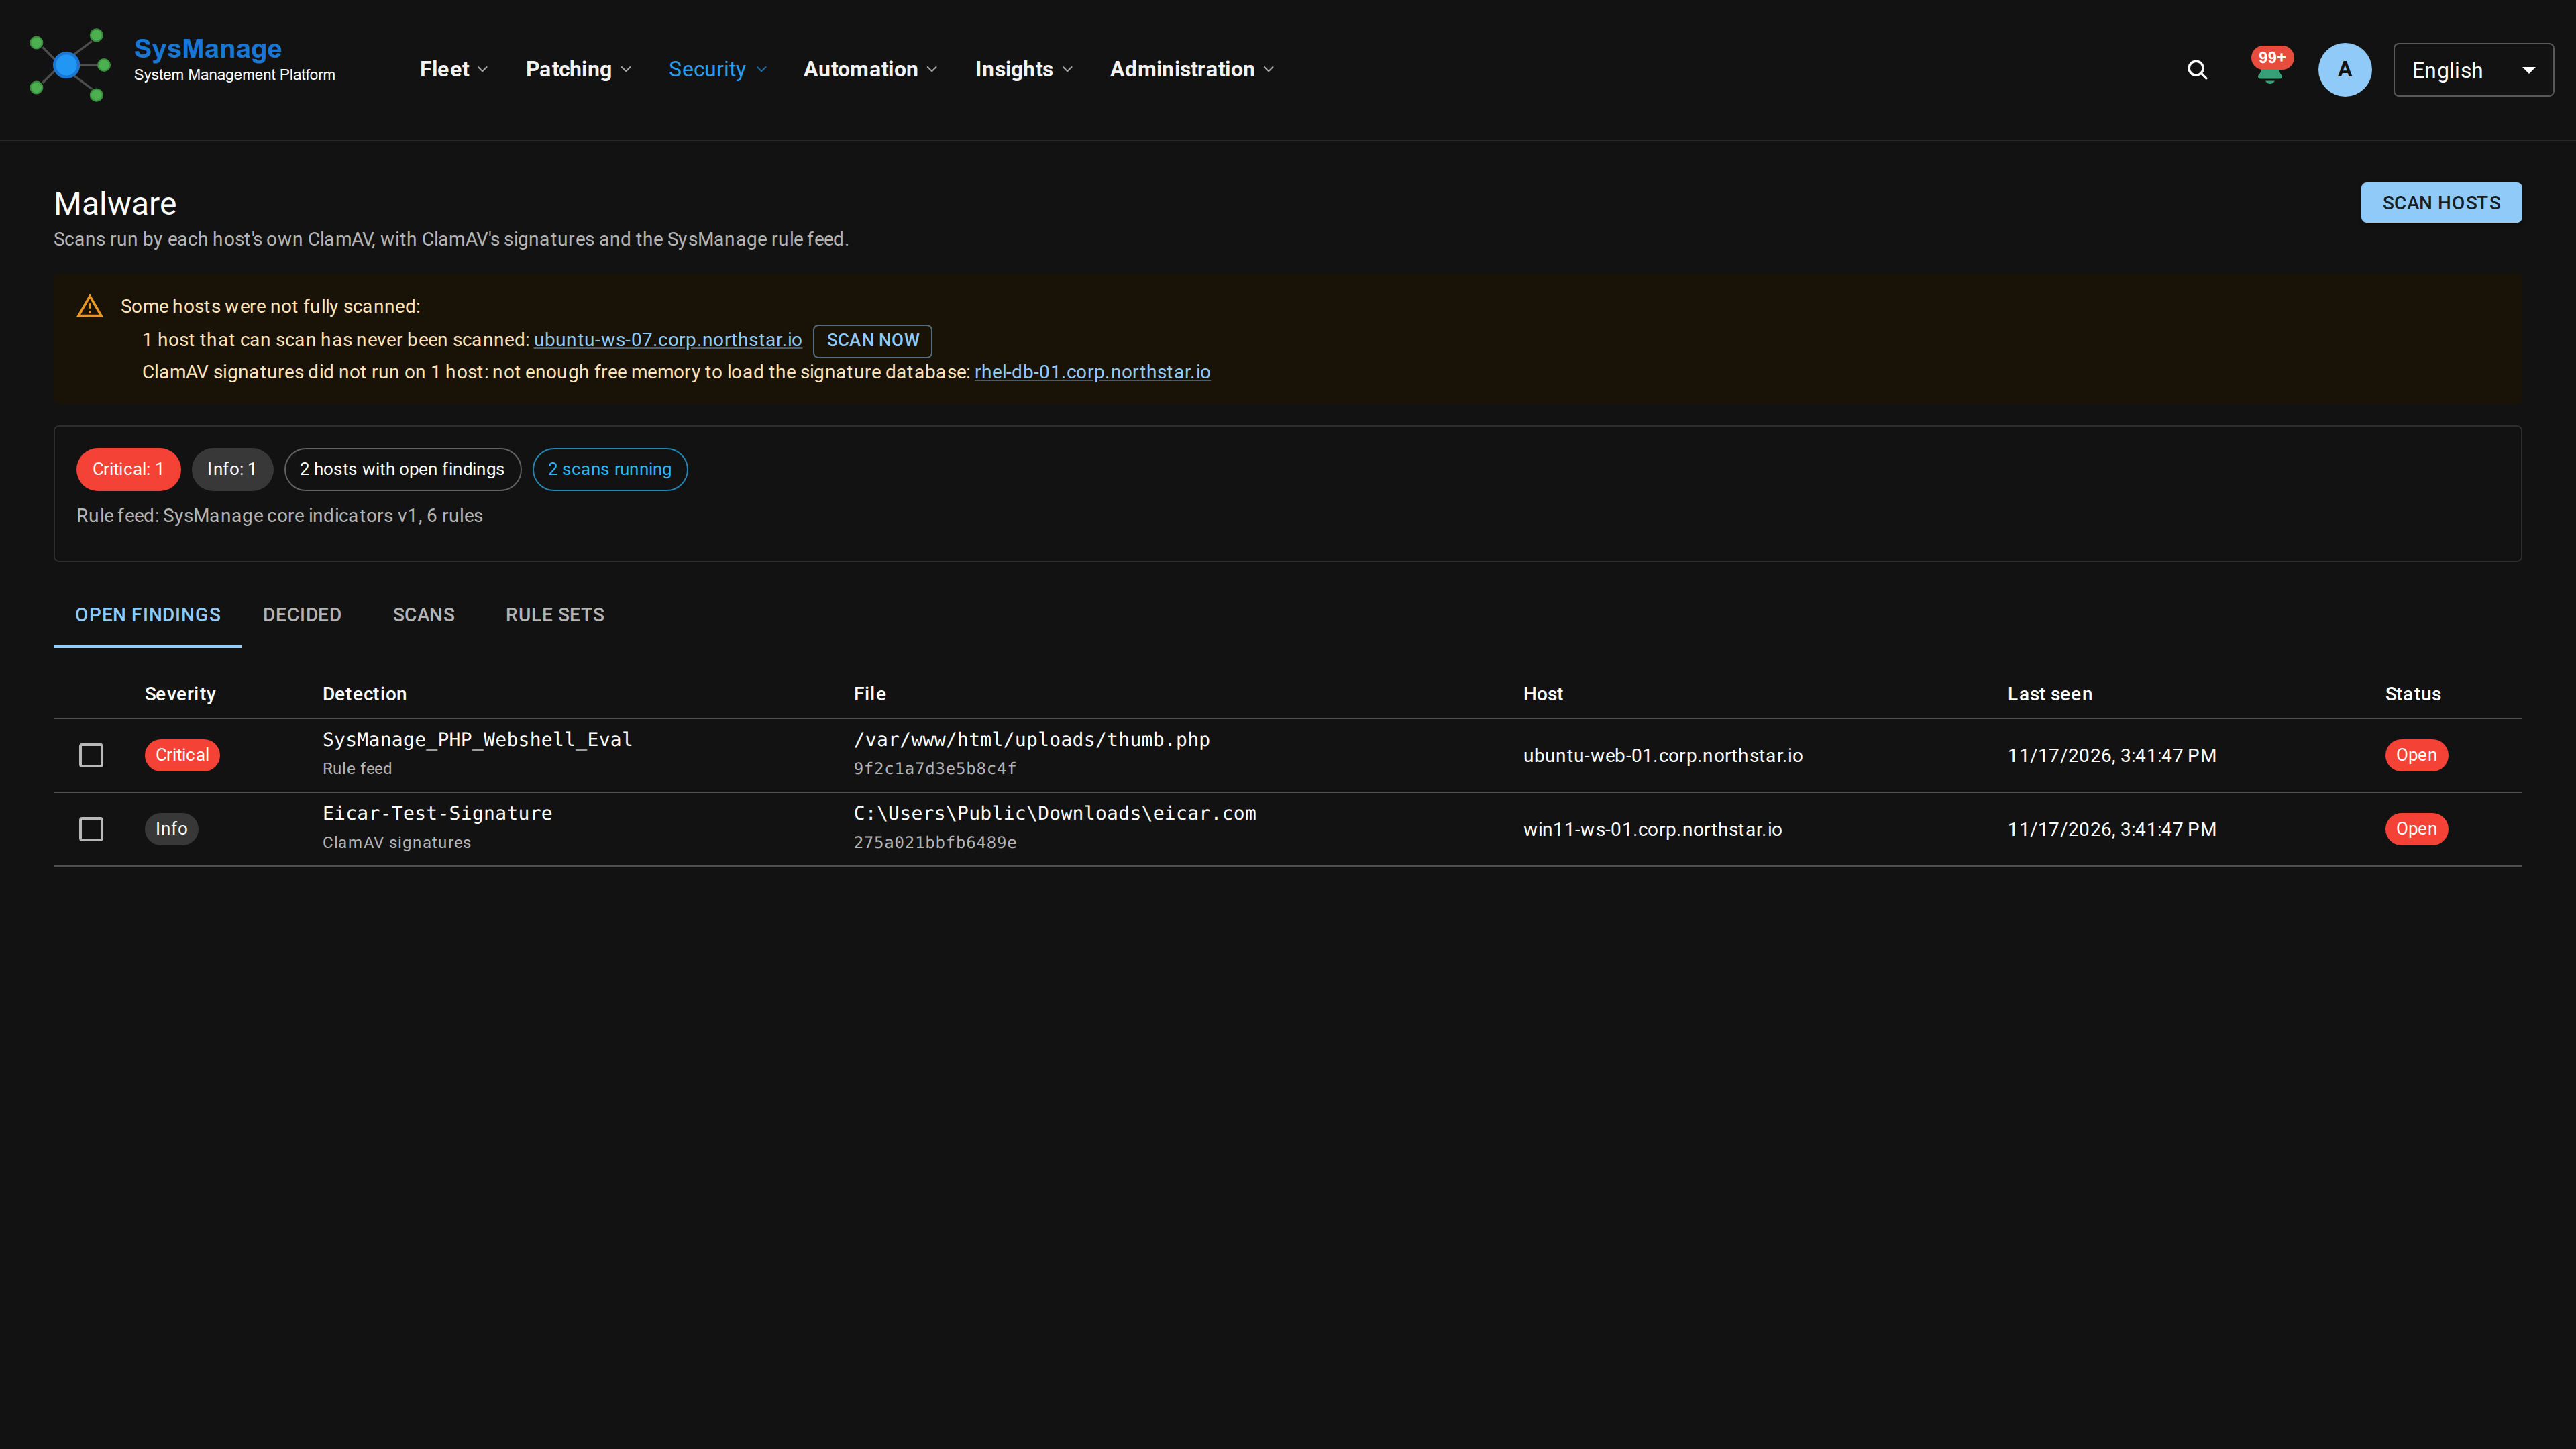 SysManage
System Management Platform
Fleet
Patching
Security
Automation
Insights
Administration
99+
A
English
Malware
SCAN HOSTS
Scans run by each host's own ClamAV, with ClamAV's signatures and the SysManage rule feed.
Some hosts were not fully scanned:
1 host that can scan has never been scanned: ubuntu-ws-07.corp.northstar.io SCAN NOW
ClamAV signatures did not run on 1 host: not enough free memory to load the signature database: rhel-db-01.corp.northstar.io
Critical: 1
Info: 1
2 hosts with open findings
2 scans running
Rule feed: SysManage core indicators v1, 6 rules
OPEN FINDINGS
DECIDED
SCANS
RULE SETS
Severity Detection File Host Last seen Status
Critical SysManage_PHP_Webshell_Eval /var/www/html/uploads/thumb.php ubuntu-web-01.corp.northstar.io 11/17/2026, 3:41:47 PM Open
Rule feed 9f2c1a7d3e5b8c4f
Info Eicar-Test-Signature C:\Users\Public\Downloads\eicar.com win11-ws-01.corp.northstar.io 11/17/2026, 3:41:47 PM Open
ClamAV signatures 275a021bbfb6489e